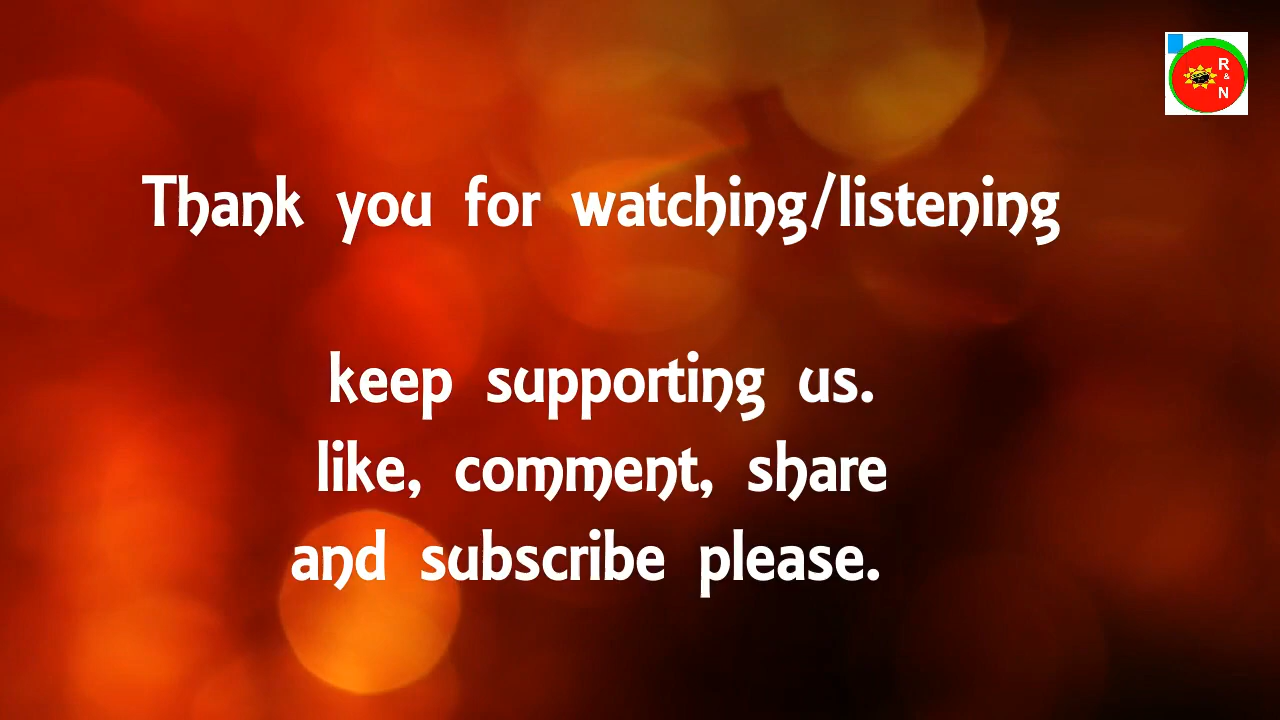 R
&
N
Thank you for watching/listening
keep supporting us.
like, comment, share
and subscribe please.